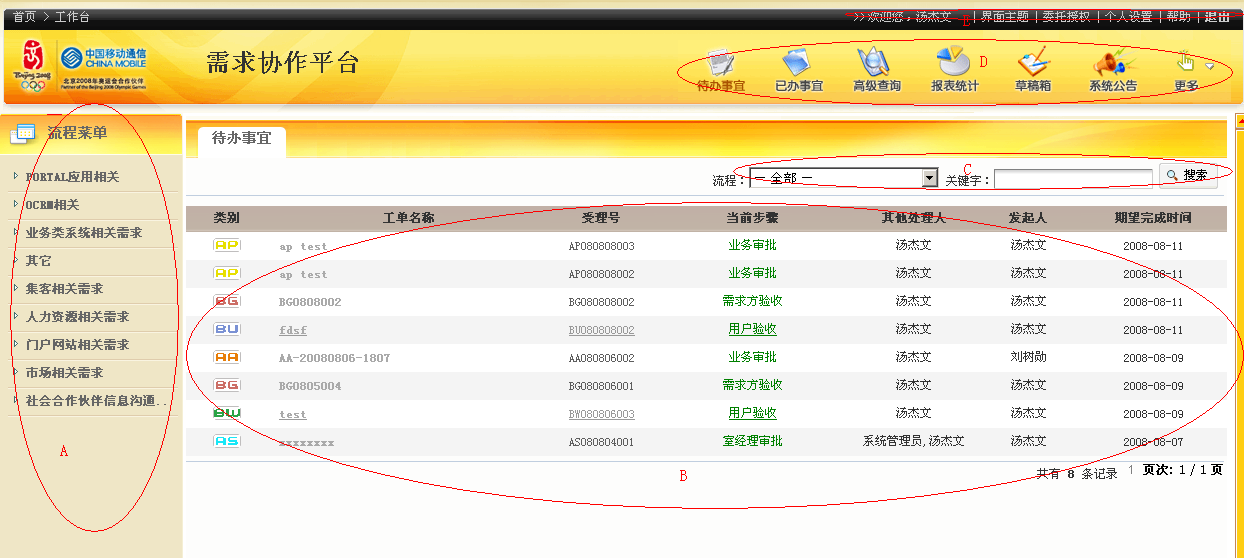 首页 > 工作台
>> 欢迎您，汤杰文 E | 界面主题 | 委托授权 | 个人设置 | 帮助 | 退出
Beijing 2008
中国移动通信
CHINA MOBILE
北京2008年奥运会合作伙伴
Partner of the Beijing 2008 Olympic Games
需求协作平台
待办事宜 已办事宜 高级查询 报表统计 D 草稿箱 系统公告 更多
流程菜单
PORTAL应用相关
OCRM相关
业务类系统相关需求
其它
集客相关需求
人力资源相关需求
门户网站相关需求
市场相关需求
社会合作伙伴信息沟通..
A
待办事宜
C
流程： — 全部 — 关键字： 搜索
类别 工单名称 受理号 当前步骤 其他处理人 发起人 期望完成时间
AP ap test AP080808003 业务审批 汤杰文 汤杰文 2008-08-11
AP ap test AP080808002 业务审批 汤杰文 汤杰文 2008-08-11
BG BG0808002 BG080808002 需求方验收 汤杰文 汤杰文 2008-08-11
BU fdsf BU080808002 用户验收 汤杰文 汤杰文 2008-08-11
AA AA-20080806-1807 AA080806002 业务审批 汤杰文 刘树勋 2008-08-09
BG BG0805004 BG080806001 需求方验收 汤杰文 汤杰文 2008-08-09
BW test BW080806003 用户验收 汤杰文 汤杰文 2008-08-09
AS xxxxxxxx AS080804001 室经理审批 系统管理员,汤杰文 汤杰文 2008-08-07
B
共有 8 条记录 1 页次: 1 / 1 页